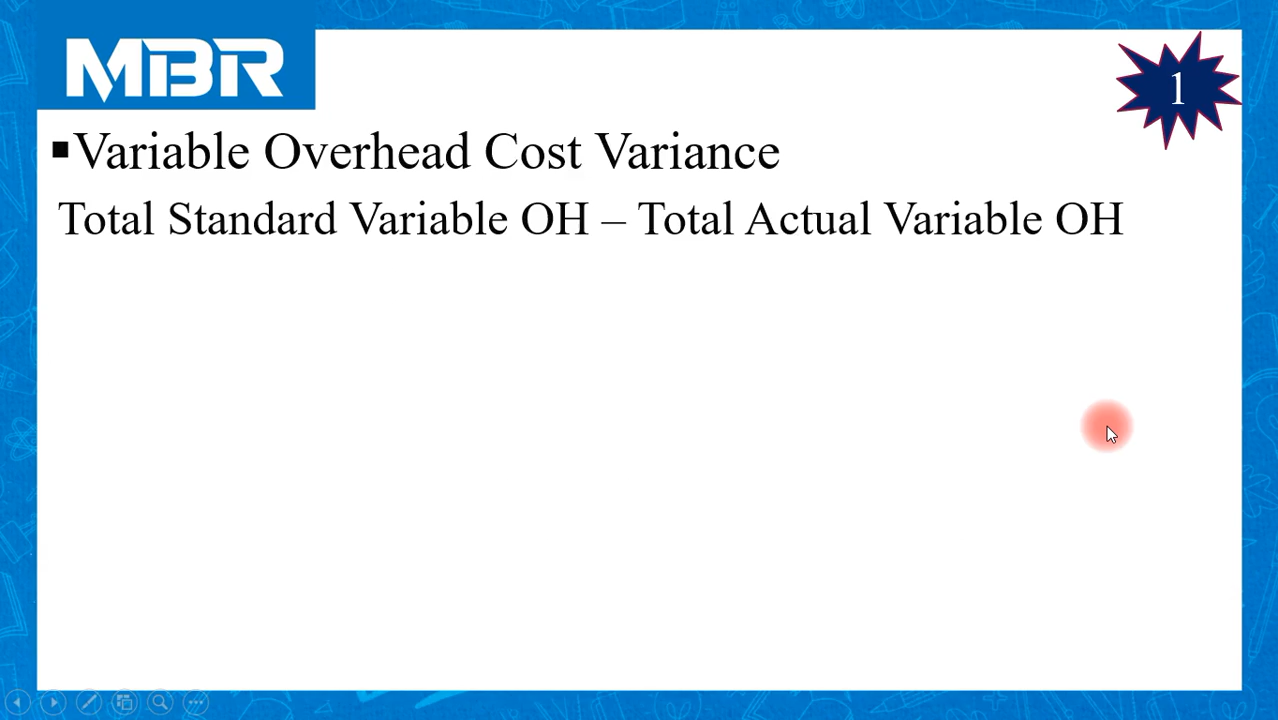 MBR
1
▪Variable Overhead Cost Variance
Total Standard Variable OH – Total Actual Variable OH